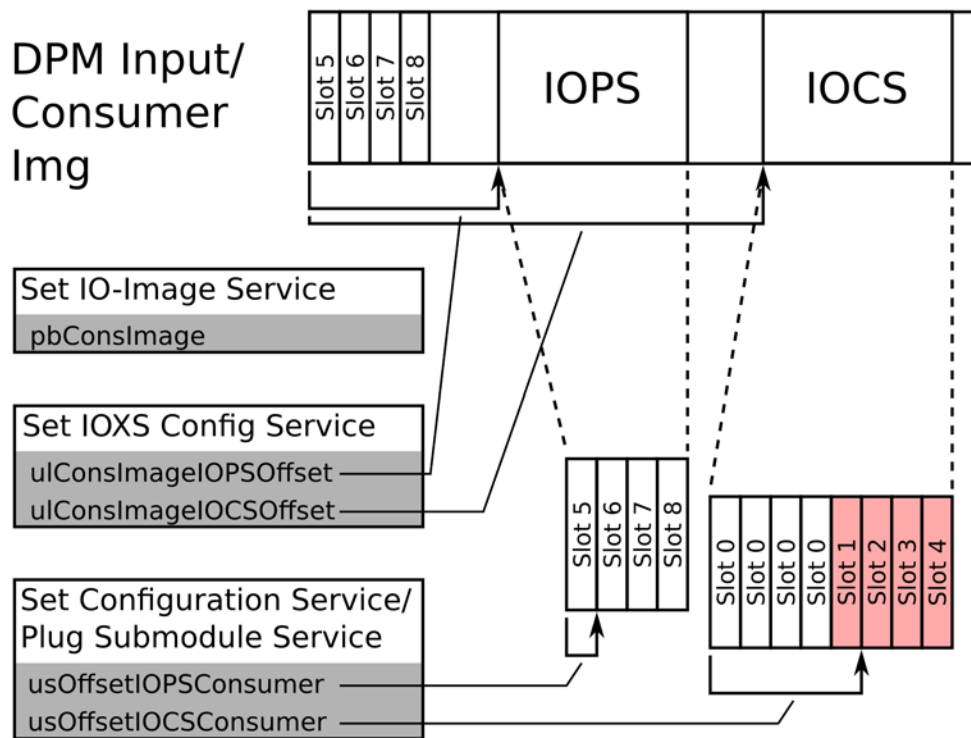 DPM Input/
Consumer
Img
Slot 5
Slot 6
Slot 7
Slot 8
IOPS
IOCS
Set IO-Image Service
pbConsImage
Set IOXS Config Service
ulConsImageIOPSOffset
ulConsImageIOCSOffset
Slot 5
Slot 6
Slot 7
Slot 8
Slot 0
Slot 0
Slot 0
Slot 0
Slot 1
Slot 2
Slot 3
Slot 4
Set Configuration Service/
Plug Submodule Service
usOffsetIOPSConsumer
usOffsetIOCSConsumer